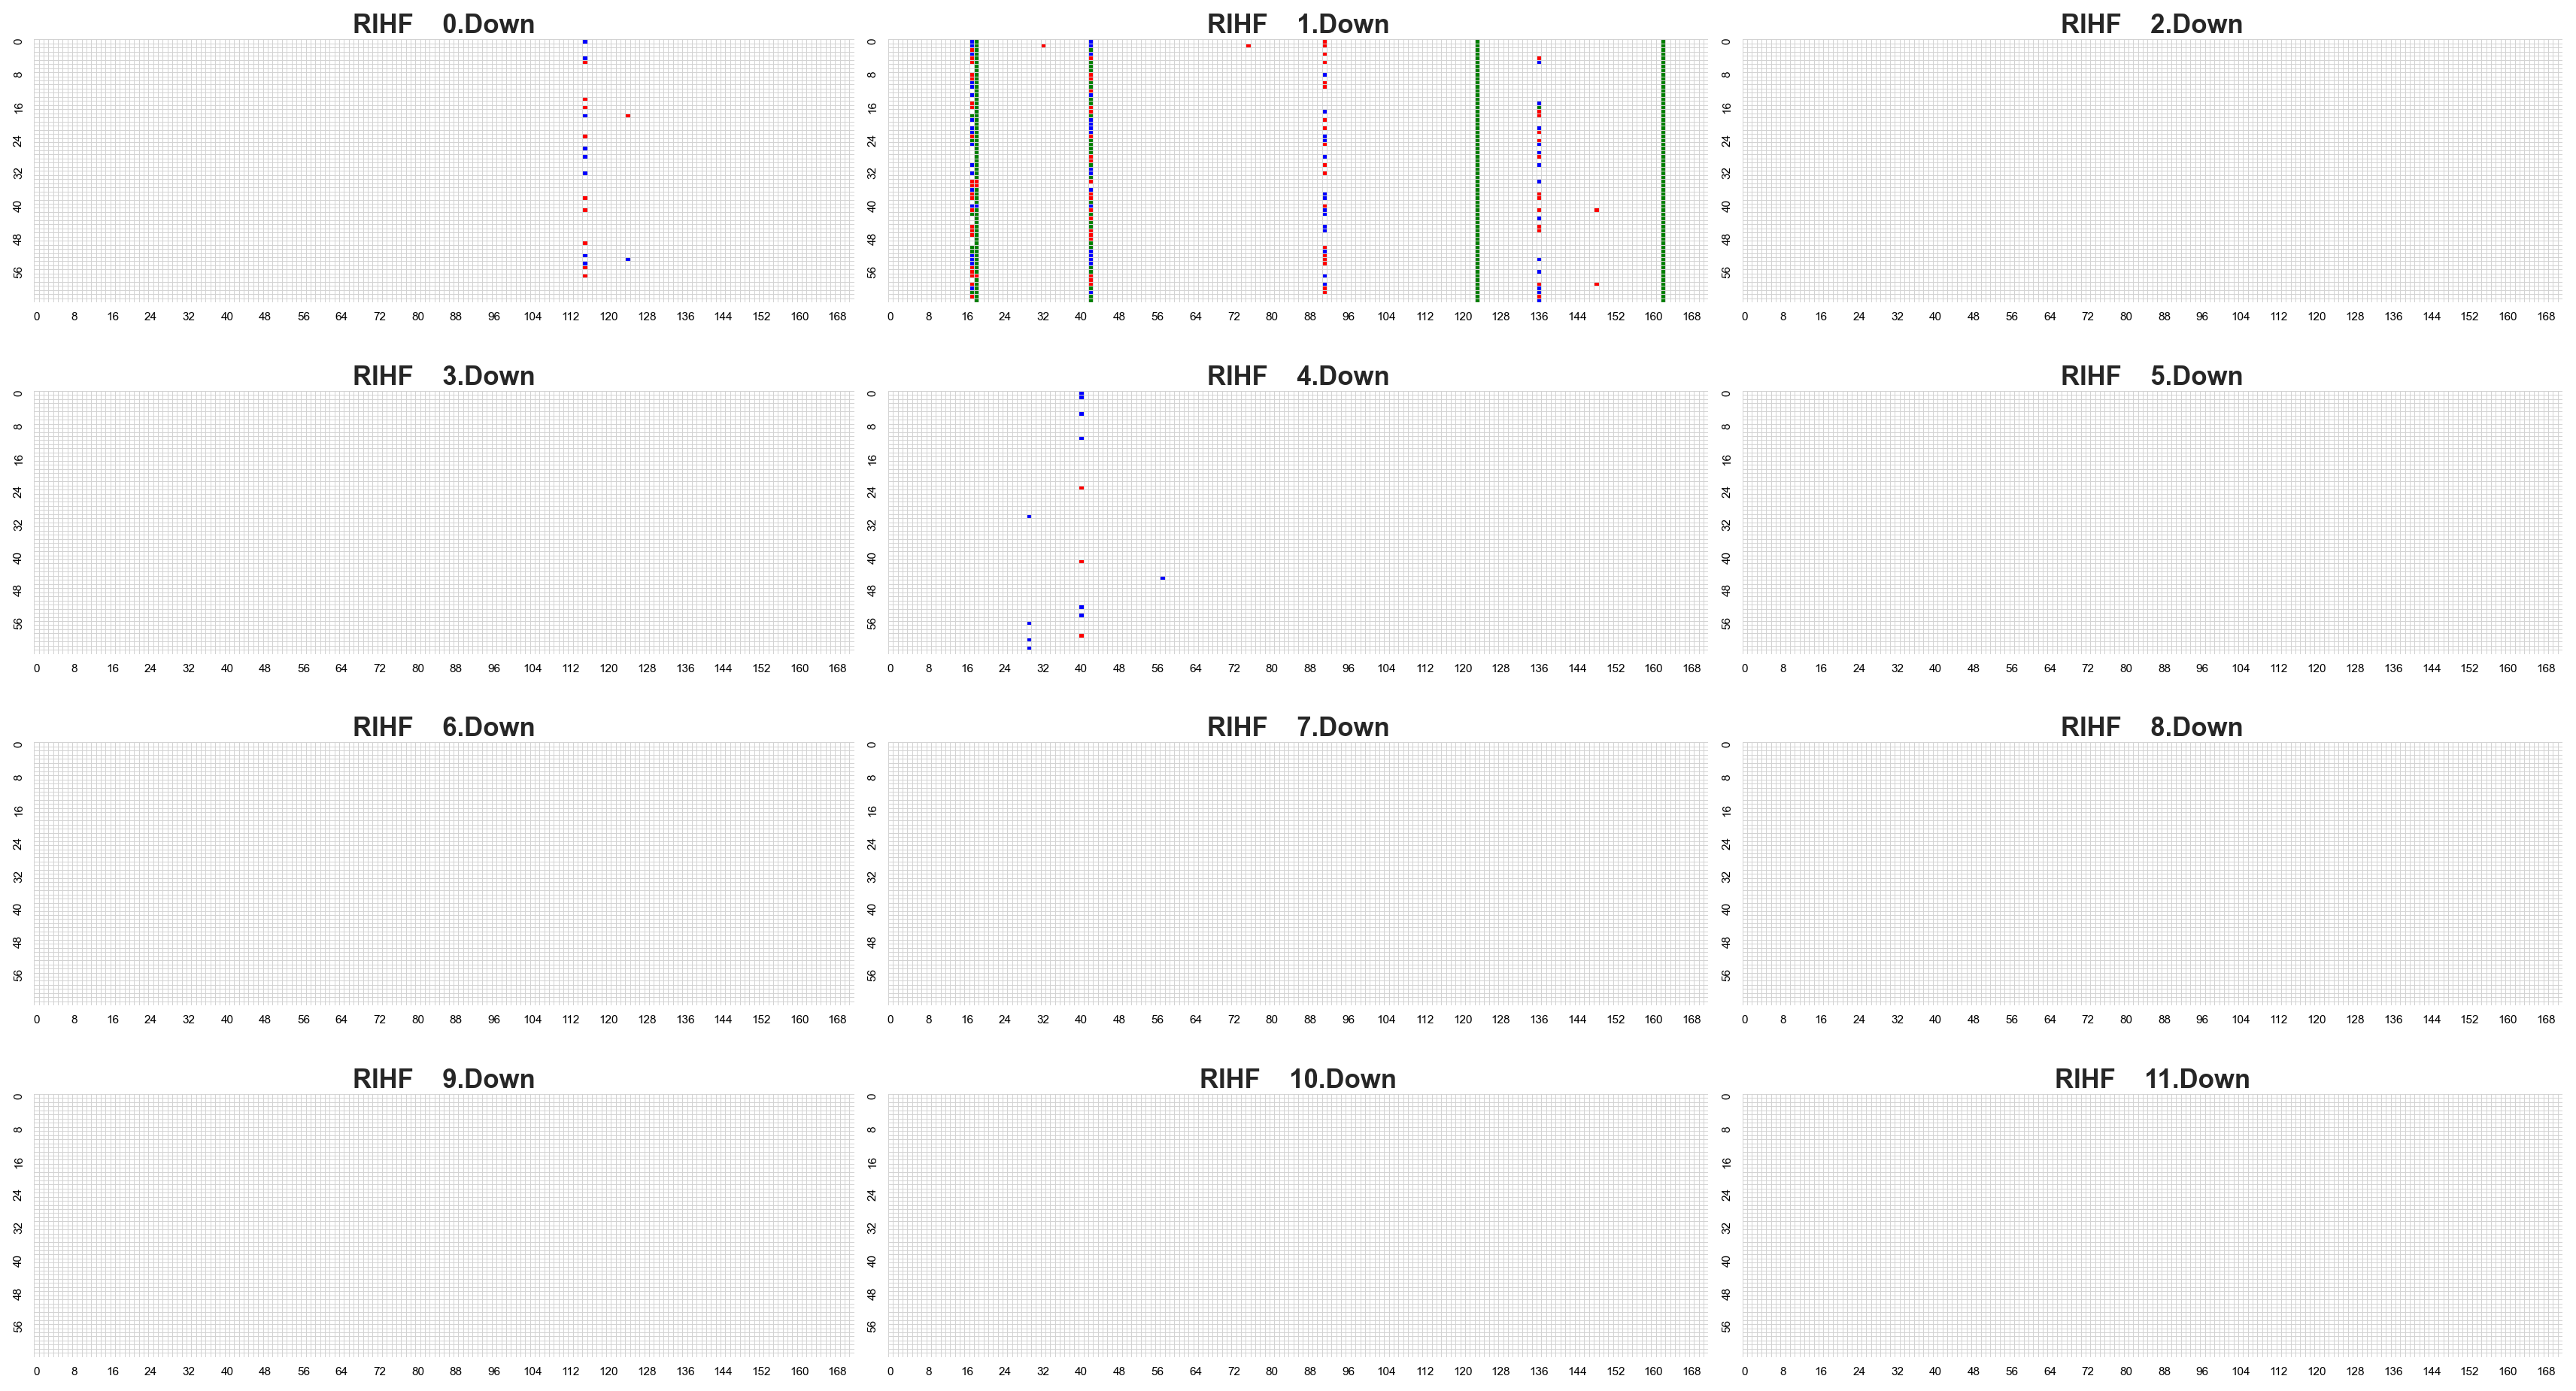 RIHF 0.Down RIHF 1.Down RIHF 2.Down
0 8 16 24 32 40 48 56
0 8 16 24 32 40 48 56
0 8 16 24 32 40 48 56
0 8 16 24 32 40 48 56 64 72 80 88 96 104 112 120 128 136 144 152 160 168
0 8 16 24 32 40 48 56 64 72 80 88 96 104 112 120 128 136 144 152 160 168
0 8 16 24 32 40 48 56 64 72 80 88 96 104 112 120 128 136 144 152 160 168
RIHF 3.Down RIHF 4.Down RIHF 5.Down
0 8 16 24 32 40 48 56
0 8 16 24 32 40 48 56
0 8 16 24 32 40 48 56
0 8 16 24 32 40 48 56 64 72 80 88 96 104 112 120 128 136 144 152 160 168
0 8 16 24 32 40 48 56 64 72 80 88 96 104 112 120 128 136 144 152 160 168
0 8 16 24 32 40 48 56 64 72 80 88 96 104 112 120 128 136 144 152 160 168
RIHF 6.Down RIHF 7.Down RIHF 8.Down
0 8 16 24 32 40 48 56
0 8 16 24 32 40 48 56
0 8 16 24 32 40 48 56
0 8 16 24 32 40 48 56 64 72 80 88 96 104 112 120 128 136 144 152 160 168
0 8 16 24 32 40 48 56 64 72 80 88 96 104 112 120 128 136 144 152 160 168
0 8 16 24 32 40 48 56 64 72 80 88 96 104 112 120 128 136 144 152 160 168
RIHF 9.Down RIHF 10.Down RIHF 11.Down
0 8 16 24 32 40 48 56
0 8 16 24 32 40 48 56
0 8 16 24 32 40 48 56
0 8 16 24 32 40 48 56 64 72 80 88 96 104 112 120 128 136 144 152 160 168
0 8 16 24 32 40 48 56 64 72 80 88 96 104 112 120 128 136 144 152 160 168
0 8 16 24 32 40 48 56 64 72 80 88 96 104 112 120 128 136 144 152 160 168